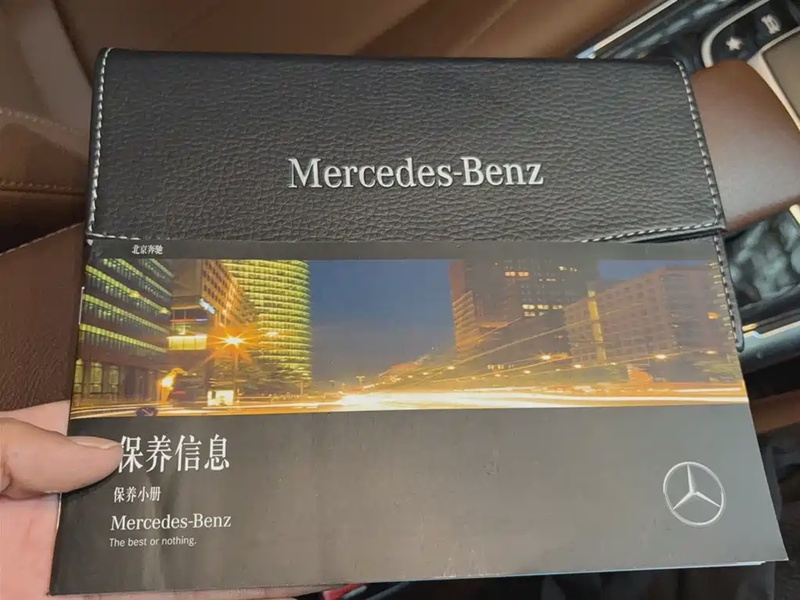 Mercedes-Benz
北京奔驰
保养信息
保养小册
Mercedes-Benz
The best or nothing.